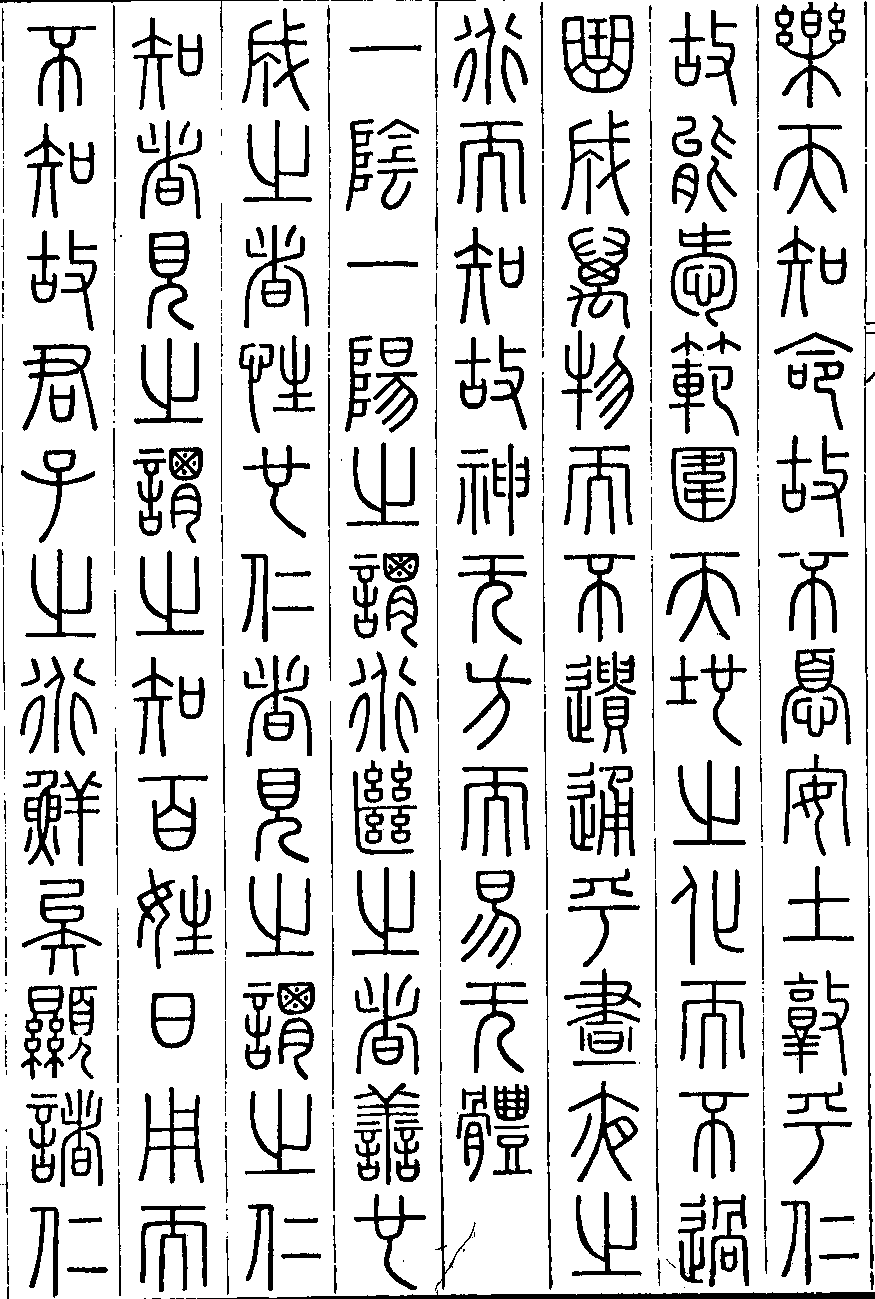 樂天知命故不憂安土敦乎仁
故能愛範圍天地之化而不過
曲成萬物而不遺通乎晝夜之
道而知故神无方而易无體
一陰一陽之謂道繼之者善也
成之者性也仁者見之謂之仁
知者見之謂之知百姓日用而
不知故君子之道鮮矣顯諸仁